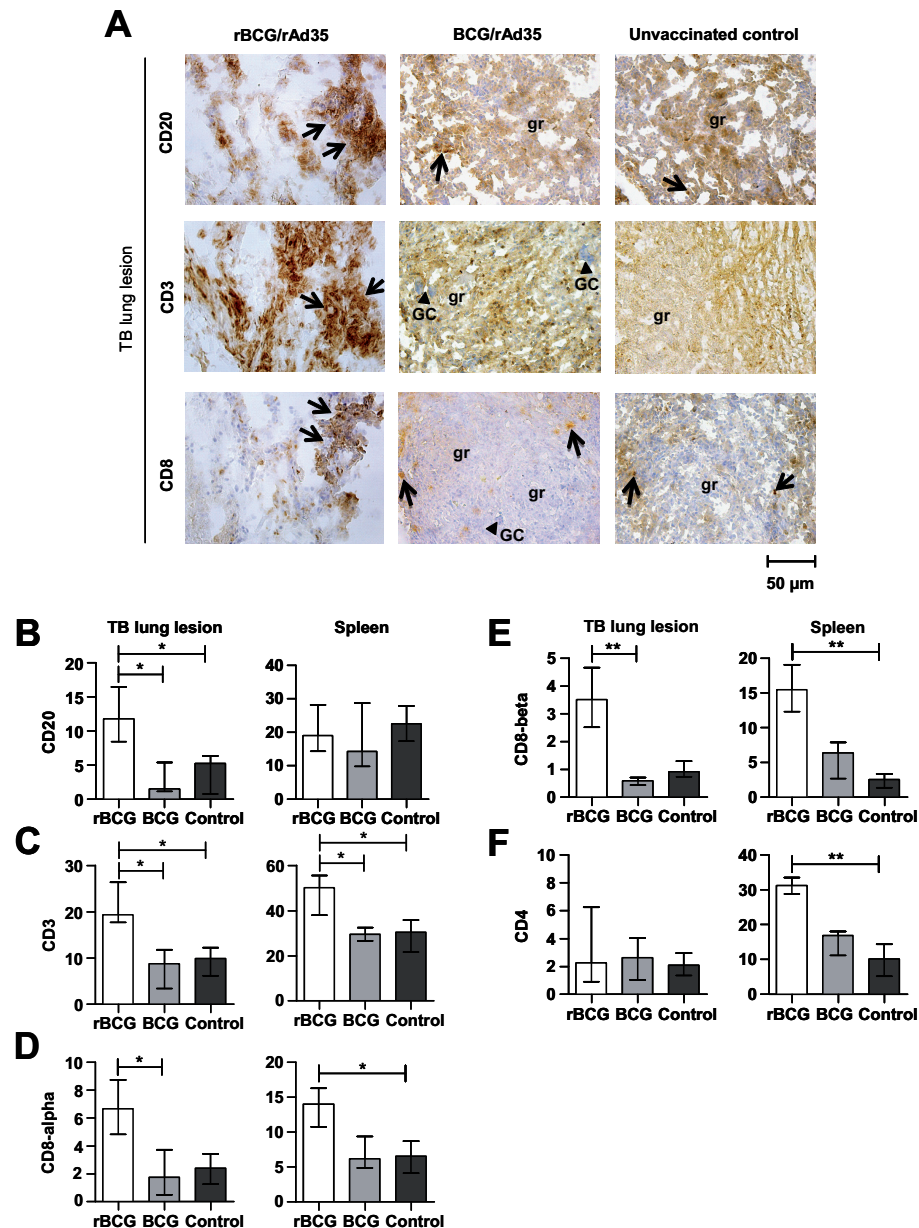 A
rBCG/rAd35 BCG/rAd35 Unvaccinated control
TB lung lesion
CD20
gr
gr
CD3
gr
GC
GC
gr
CD8
gr
gr
GC
gr
50 µm
B
TB lung lesion Spleen
CD20
20
15
10
5
0
rBCG BCG Control
* *
40
30
20
10
0
rBCG BCG Control
C
CD3
30
20
10
0
rBCG BCG Control
* *
60
40
20
0
rBCG BCG Control
* *
D
CD8-alpha
10
8
6
4
2
0
rBCG BCG Control
*
20
15
10
5
0
rBCG BCG Control
*
E
TB lung lesion Spleen
CD8-beta
5
4
3
2
1
0
rBCG BCG Control
**
20
15
10
5
0
rBCG BCG Control
**
F
CD4
10
8
6
4
2
0
rBCG BCG Control
40
30
20
10
0
rBCG BCG Control
**